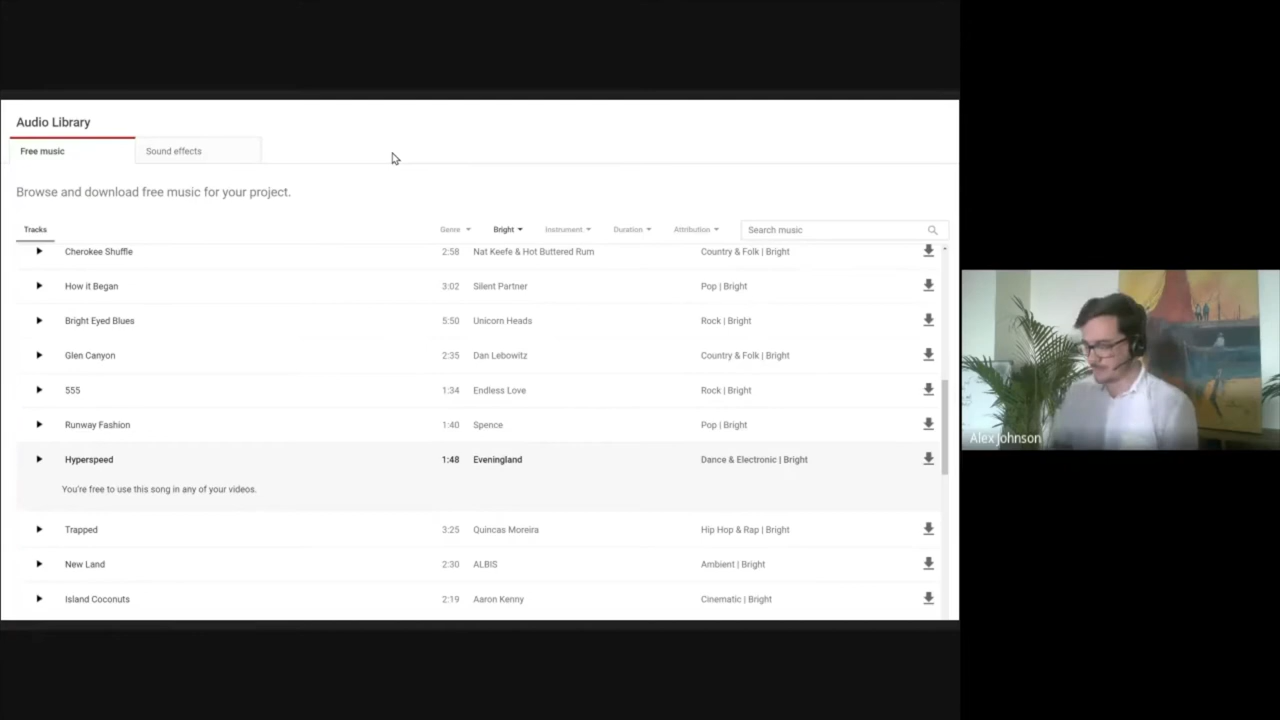 Audio Library
Free music
Sound effects
Browse and download free music for your project.
Tracks
Genre
Bright
Instrument
Duration
Attribution
Search music
Cherokee Shuffle 2:58 Nat Keefe & Hot Buttered Rum Country & Folk | Bright
How it Began 3:02 Silent Partner Pop | Bright
Bright Eyed Blues 5:50 Unicorn Heads Rock | Bright
Glen Canyon 2:35 Dan Lebowitz Country & Folk | Bright
555 1:34 Endless Love Rock | Bright
Runway Fashion 1:40 Spence Pop | Bright
Hyperspeed 1:48 Eveningland Dance & Electronic | Bright
You're free to use this song in any of your videos.
Trapped 3:25 Quincas Moreira Hip Hop & Rap | Bright
New Land 2:30 ALBIS Ambient | Bright
Island Coconuts 2:19 Aaron Kenny Cinematic | Bright
Alex Johnson